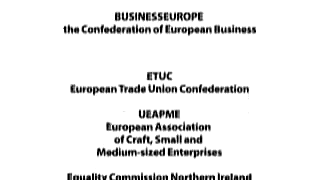 BUSINESSEUROPE
the Confederation of European Business
ETUC
European Trade Union Confederation
UEAPME
European Association
of Craft, Small and
Medium-sized Enterprises
Equality Commission Northern Ireland